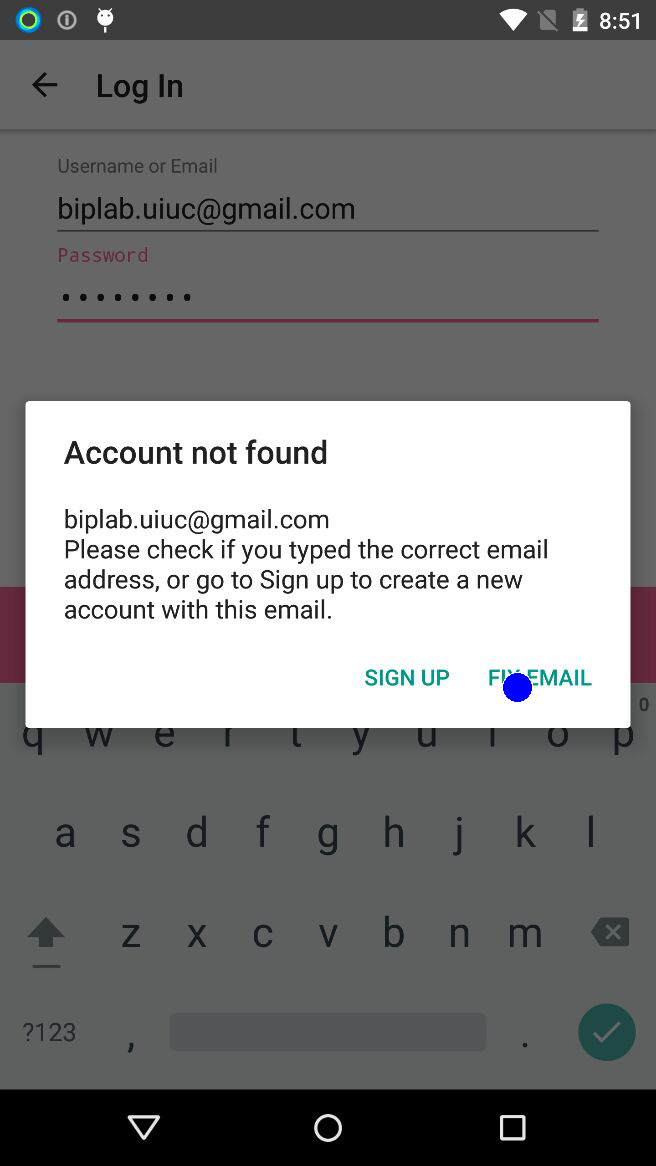 8:51
Log In
Username or Email
biplab.uiuc@gmail.com
Password
Account not found
biplab.uiuc@gmail.com
Please check if you typed the correct email
address, or go to Sign up to create a new
account with this email.
SIGN UP FIX EMAIL
0
q w e r t y u i o p
a s d f g h j k l
z x c v b n m
?123 , .